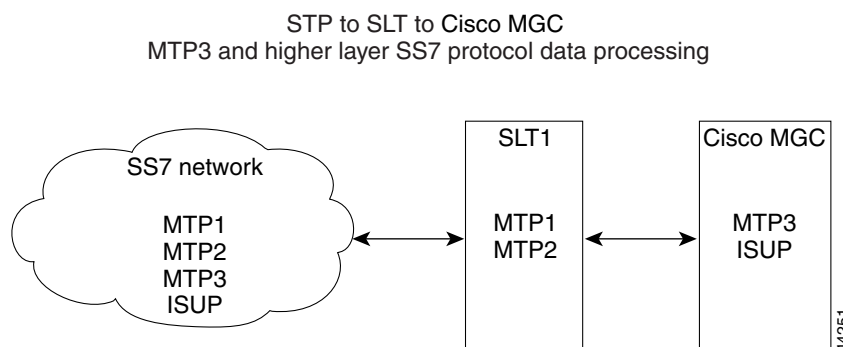 STP to SLT to Cisco MGC
MTP3 and higher layer SS7 protocol data processing
SS7 network
MTP1
MTP2
MTP3
ISUP
SLT1
MTP1
MTP2
Cisco MGC
MTP3
ISUP